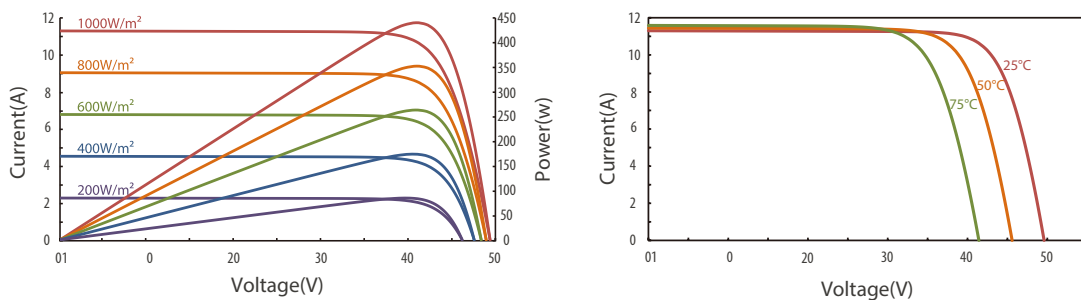 12
10
8
6
4
2
0
Current(A)
1000W/m²
800W/m²
600W/m²
400W/m²
200W/m²
450
400
350
300
250
200
150
100
50
0
Power(w)
01 0 20 30 40 50
Voltage(V)
12
10
8
6
4
2
0
Current(A)
25°C
50°C
75°C
01 0 20 30 40 50
Voltage(V)